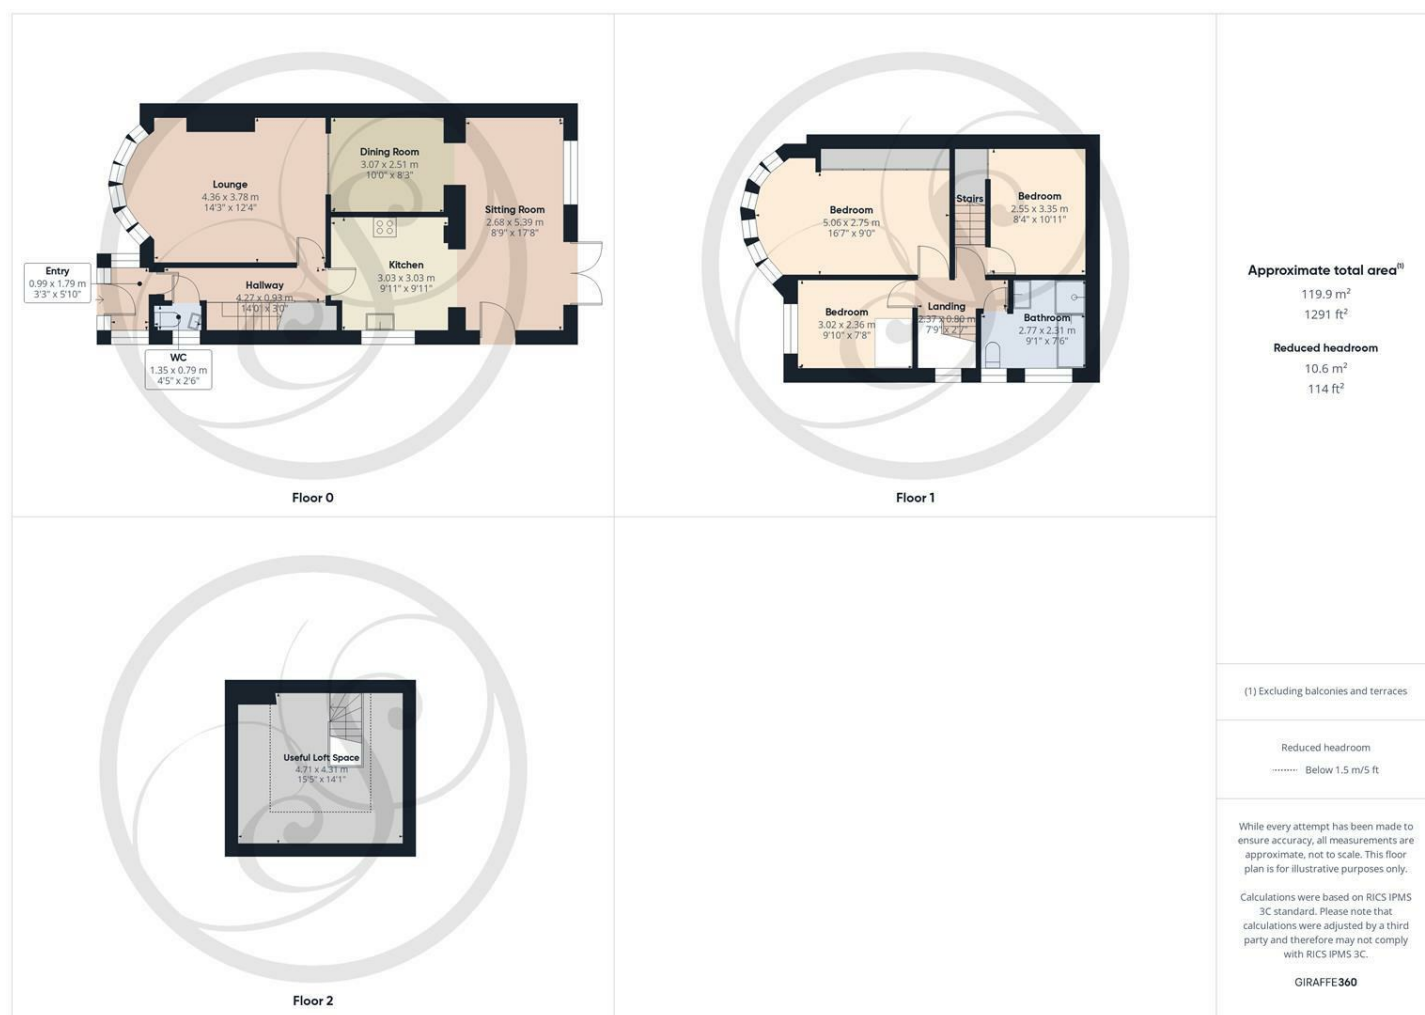 Lounge
4.36 x 3.78 m
14'3" x 12'4"
Dining Room
3.07 x 2.51 m
10'0" x 8'3"
Sitting Room
2.68 x 5.39 m
8'9" x 17'8"
Kitchen
3.03 x 3.03 m
9'11" x 9'11"
Entry
0.99 x 1.79 m
3'3" x 5'10"
Hallway
4.27 x 0.93 m
14'0" x 3'0"
WC
1.35 x 0.79 m
4'5" x 2'6"
Floor 0
Bedroom
5.06 x 2.75 m
16'7" x 9'0"
Stairs
Bedroom
2.55 x 3.35 m
8'4" x 10'11"
Bedroom
3.02 x 2.36 m
9'10" x 7'8"
Landing
2.37 x 0.80 m
7'9" x 2'7"
Bathroom
2.77 x 2.31 m
9'1" x 7'6"
Floor 1
Useful Loft Space
4.71 x 4.31 m
15'5" x 14'1"
Floor 2
Approximate total area⁽¹⁾
119.9 m²
1291 ft²
Reduced headroom
10.6 m²
114 ft²
(1) Excluding balconies and terraces
Reduced headroom
Below 1.5 m/5 ft
While every attempt has been made to
ensure accuracy, all measurements are
approximate, not to scale. This floor
plan is for illustrative purposes only.
Calculations were based on RICS IPMS
3C standard. Please note that
calculations were adjusted by a third
party and therefore may not comply
with RICS IPMS 3C.
GIRAFFE360